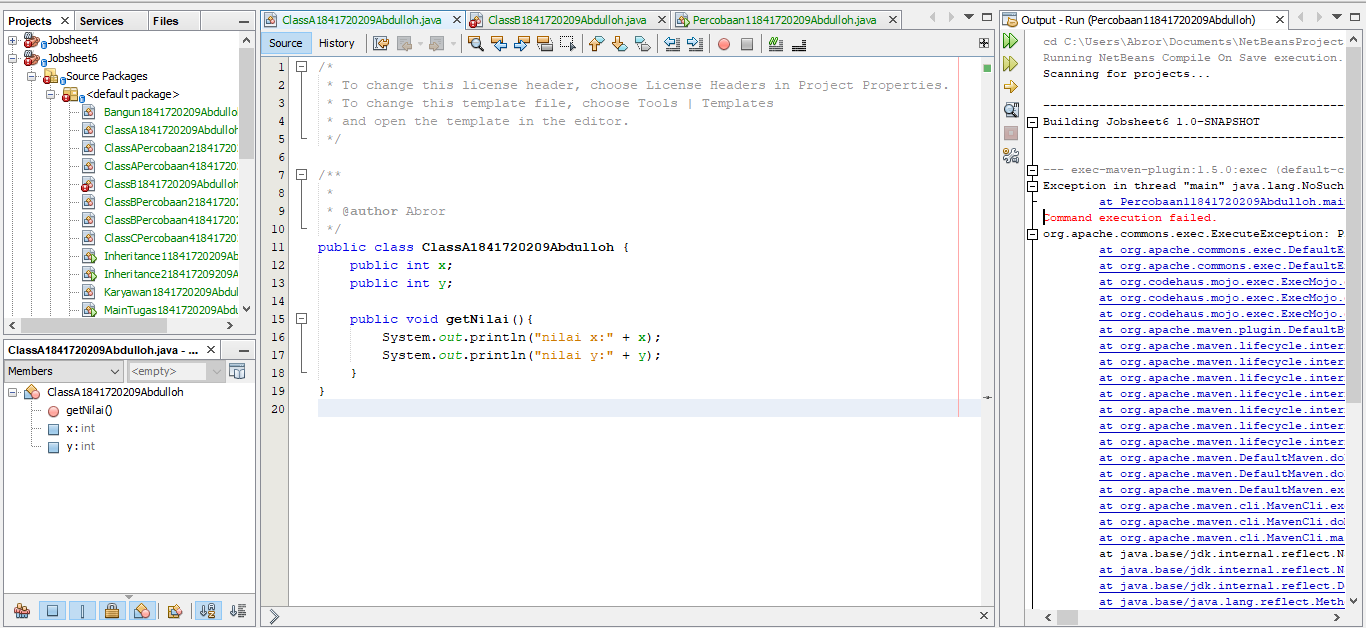 Projects
Services
Files
Jobsheet4
Jobsheet6
Source Packages
<default package>
Bangun1841720209Abdullo
ClassA1841720209Abdulloh
ClassAPercobaan21841720
ClassAPercobaan41841720
ClassB1841720209Abdulloh
ClassBPercobaan21841720
ClassBPercobaan41841720
ClassCPercobaan41841720
Inheritance11841720209Ab
Inheritance218417209209A
Karyawan1841720209Abdul
MainTugas1841720209Abdu
ClassA1841720209Abdulloh.java - ...
Members
<empty>
ClassA1841720209Abdulloh
getNilai()
x : int
y : int
ClassA1841720209Abdulloh.java
ClassB1841720209Abdulloh.java
Percobaan11841720209Abdulloh.java
Source
History
1 /*
2 * To change this license header, choose License Headers in Project Properties.
3 * To change this template file, choose Tools | Templates
4 * and open the template in the editor.
5 */
6
7 /**
8 *
9 * @author Abror
10 */
11 public class ClassA1841720209Abdulloh {
12 public int x;
13 public int y;
14
15 public void getNilai(){
16 System.out.println("nilai x:" + x);
17 System.out.println("nilai y:" + y);
18 }
19 }
20
Output - Run (Percobaan11841720209Abdulloh)
cd C:\Users\Abror\Documents\NetBeansProject
Running NetBeans Compile On Save execution.
Scanning for projects...
------------------------------------------
Building Jobsheet6 1.0-SNAPSHOT
------------------------------------------
--- exec-maven-plugin:1.5.0:exec (default-c
Exception in thread "main" java.lang.NoSuch
at Percobaan11841720209Abdulloh.mai
Command execution failed.
org.apache.commons.exec.ExecuteException: P
at org.apache.commons.exec.DefaultE
at org.apache.commons.exec.DefaultE
at org.codehaus.mojo.exec.ExecMojo.
at org.codehaus.mojo.exec.ExecMojo.
at org.codehaus.mojo.exec.ExecMojo.
at org.apache.maven.plugin.DefaultB
at org.apache.maven.lifecycle.inter
at org.apache.maven.lifecycle.inter
at org.apache.maven.lifecycle.inter
at org.apache.maven.lifecycle.inter
at org.apache.maven.lifecycle.inter
at org.apache.maven.lifecycle.inter
at org.apache.maven.lifecycle.inter
at org.apache.maven.DefaultMaven.do
at org.apache.maven.DefaultMaven.do
at org.apache.maven.DefaultMaven.ex
at org.apache.maven.cli.MavenCli.ex
at org.apache.maven.cli.MavenCli.do
at org.apache.maven.cli.MavenCli.ma
at java.base/jdk.internal.reflect.N
at java.base/jdk.internal.reflect.N
at java.base/jdk.internal.reflect.D
at java.base/java.lang.reflect.Meth